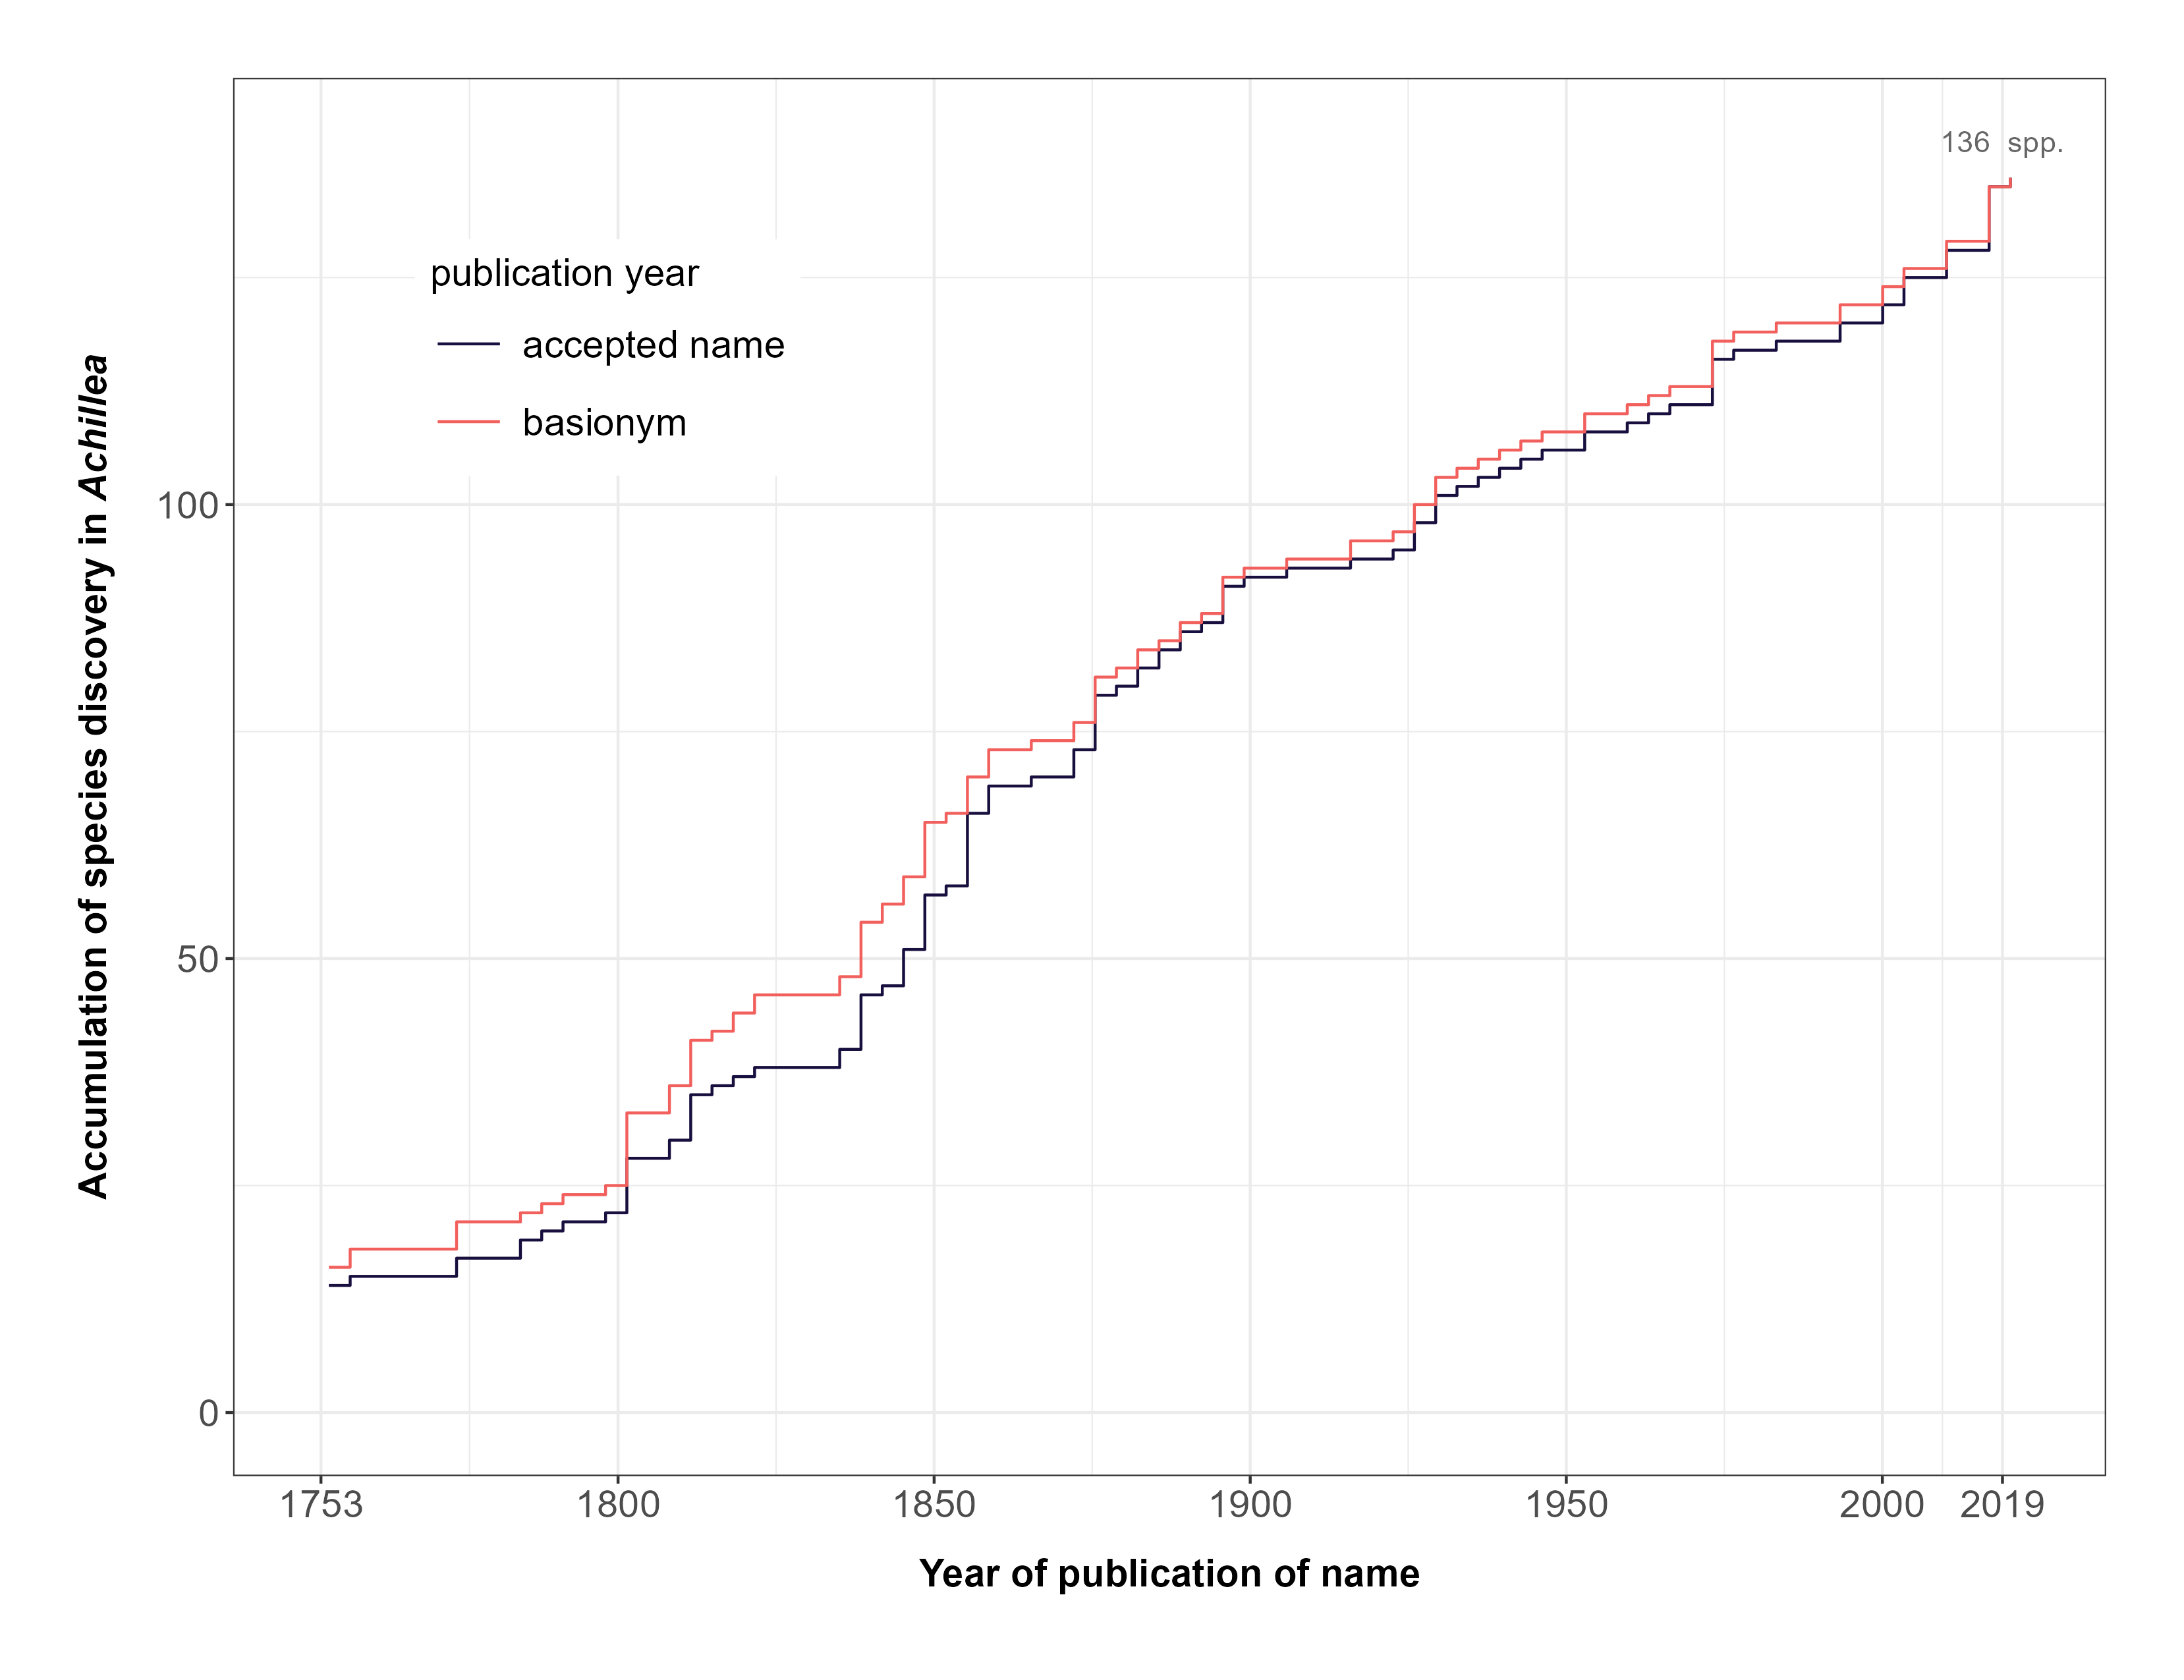 136 spp.
publication year
accepted name
basionym
Accumulation of species discovery in Achillea
100
50
0
1753 1800 1850 1900 1950 2000 2019
Year of publication of name